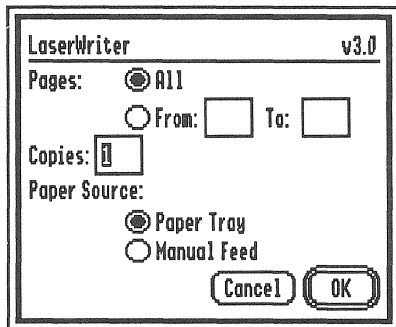 LaserWriter v3.0
Pages: All
From: To:
Copies: 1
Paper Source:
Paper Tray
Manual Feed
Cancel OK